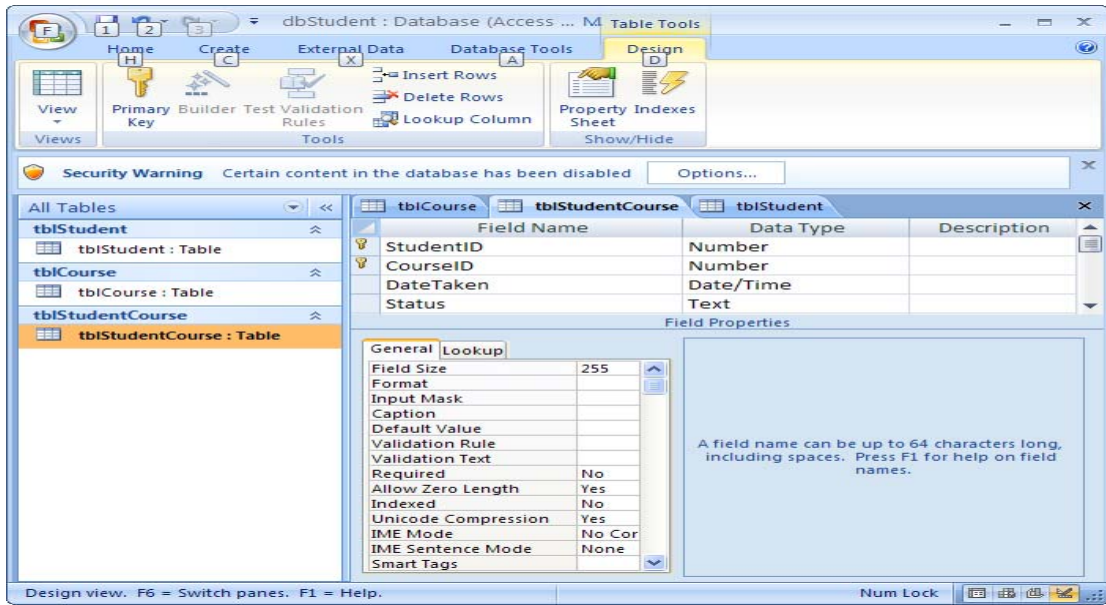 dbStudent : Database (Access ... M Table Tools
F 1 2 3
Home Create External Data Database Tools Design
H C X A D
View
Views
Primary Key
Builder
Test Validation Rules
Insert Rows
Delete Rows
Lookup Column
Tools
Property Sheet
Indexes
Show/Hide
Security Warning Certain content in the database has been disabled Options...
All Tables
tblStudent
tblStudent : Table
tblCourse
tblCourse : Table
tblStudentCourse
tblStudentCourse : Table
tblCourse tblStudentCourse tblStudent
Field Name Data Type Description
StudentID Number
CourseID Number
DateTaken Date/Time
Status Text
Field Properties
General Lookup
Field Size 255
Format
Input Mask
Caption
Default Value
Validation Rule
Validation Text
Required No
Allow Zero Length Yes
Indexed No
Unicode Compression Yes
IME Mode No Cor
IME Sentence Mode None
Smart Tags
A field name can be up to 64 characters long,
including spaces. Press F1 for help on field
names.
Design view. F6 = Switch panes. F1 = Help. Num Lock